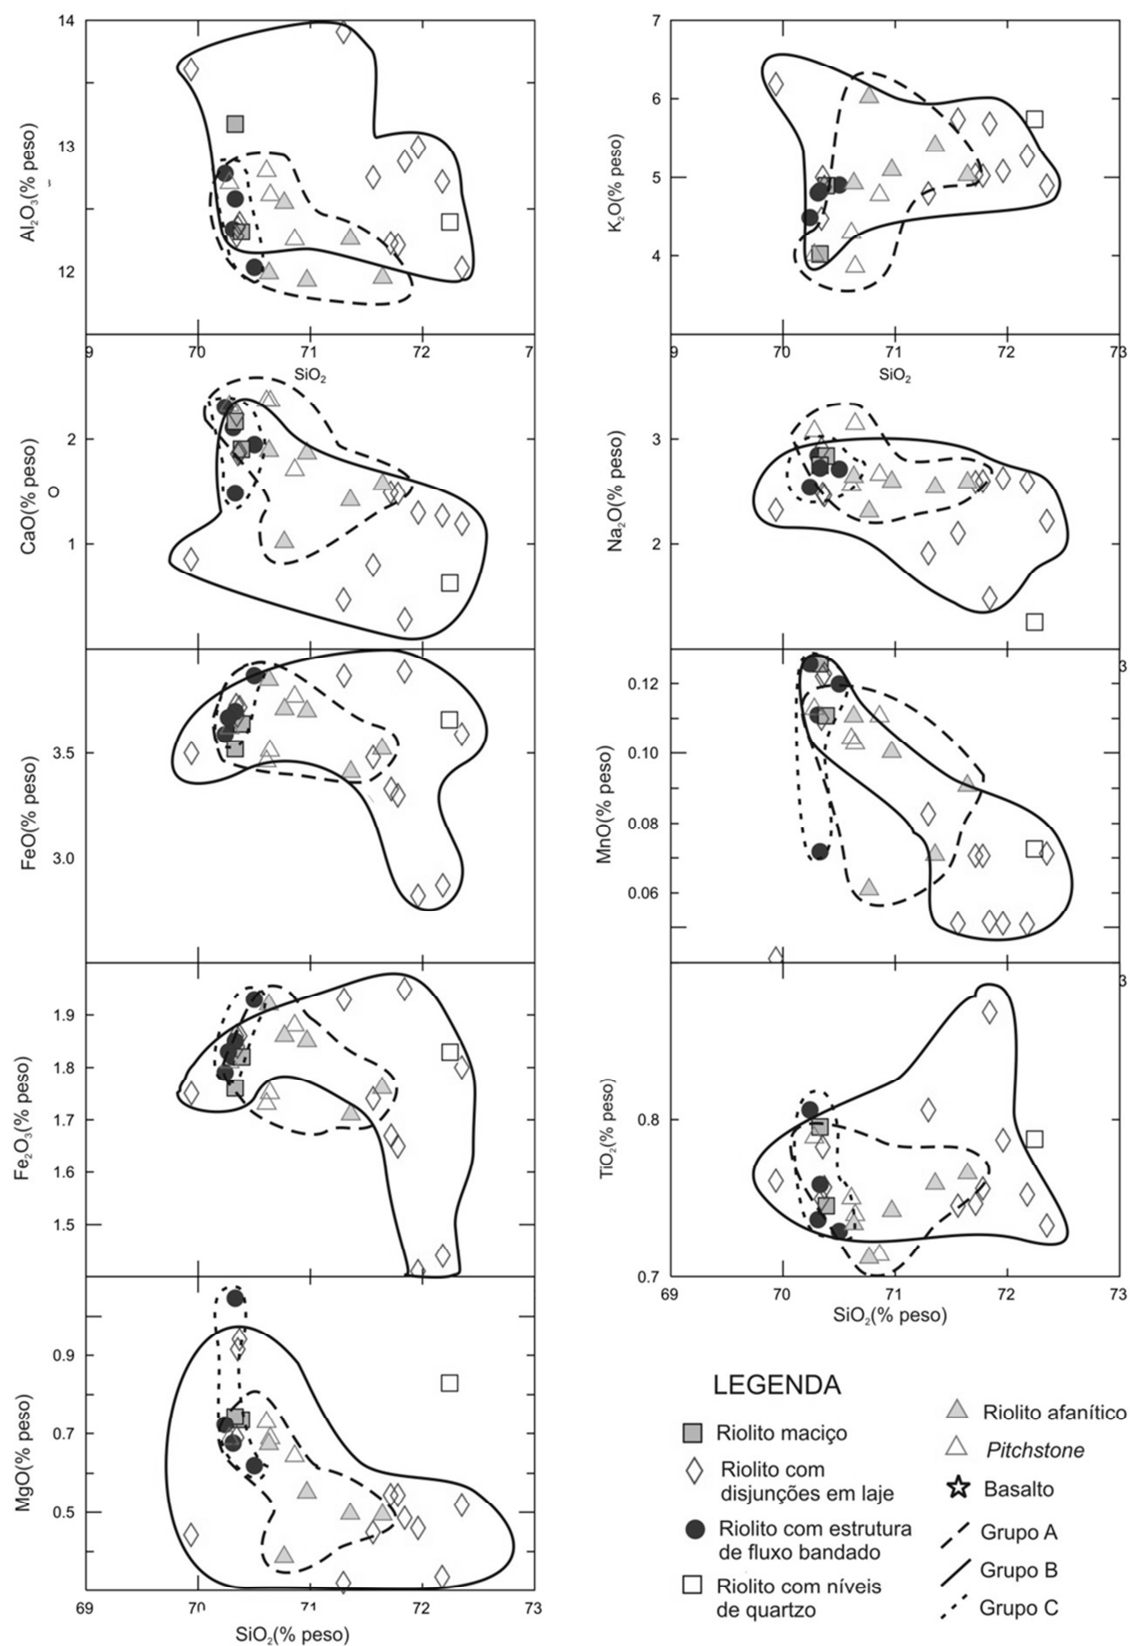 14
13
12
Al₂O₃(% peso)
9
70
71
72
7
SiO₂
7
6
5
4
K₂O(% peso)
70
71
72
73
SiO₂
2
1
CaO(% peso)
O
3
2
Na₂O(% peso)
3.5
3.0
FeO(% peso)
0.12
0.10
0.08
0.06
MnO(% peso)
3
1.9
1.8
1.7
1.6
1.5
Fe₂O₃(% peso)
0.8
0.7
TiO₂(% peso)
3
69
70
71
72
73
SiO₂(% peso)
0.9
0.7
0.5
MgO(% peso)
69
70
71
72
73
SiO₂(% peso)
LEGENDA
Riolito maciço
Riolito com
disjunções em laje
Riolito com estrutura
de fluxo bandado
Riolito com níveis
de quartzo
Riolito afanítico
Pitchstone
Basalto
Grupo A
Grupo B
Grupo C